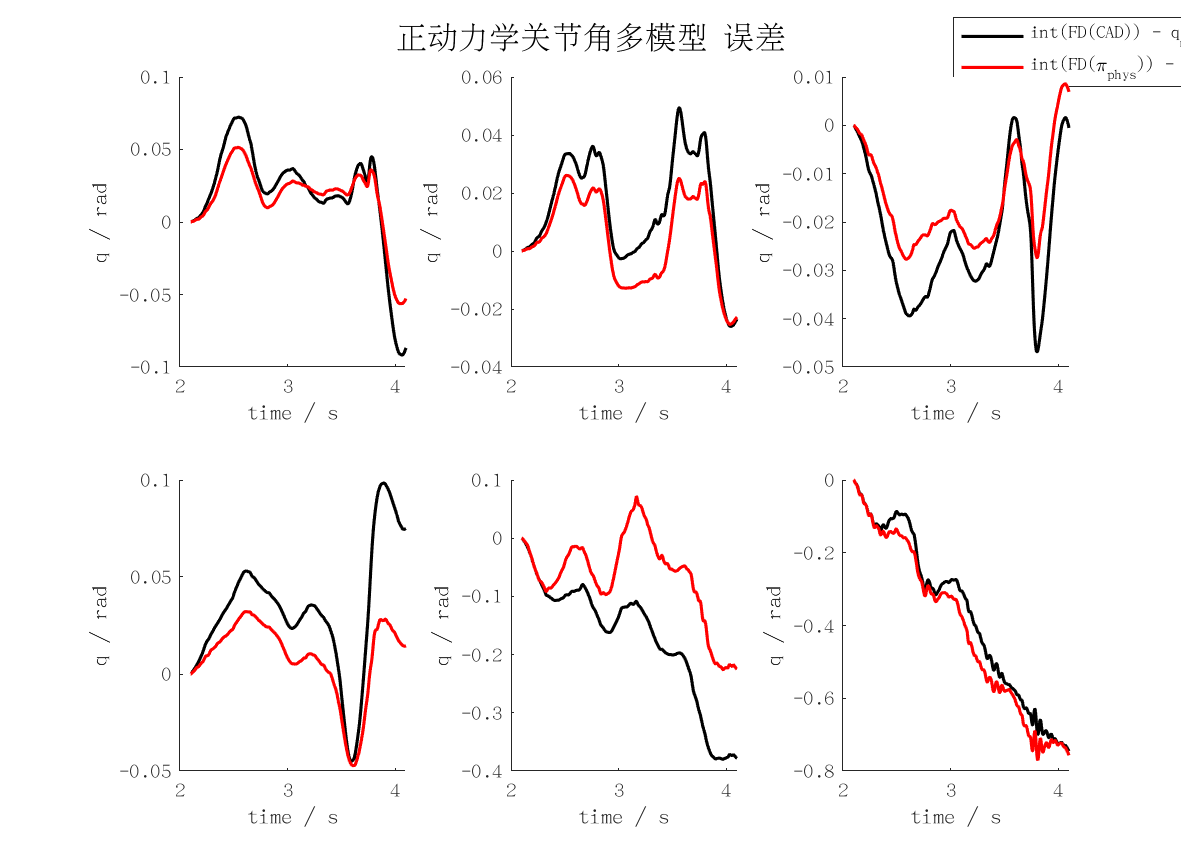 正动力学关节角多模型 误差
int(FD(CAD)) - q
int(FD(π_phys)) -
0.1
0.05
0
-0.05
-0.1
q / rad
2 3 4
time / s
0.06
0.04
0.02
0
-0.02
-0.04
q / rad
2 3 4
time / s
0.01
0
-0.01
-0.02
-0.03
-0.04
-0.05
q / rad
2 3 4
time / s
0.1
0.05
0
-0.05
q / rad
2 3 4
time / s
0.1
0
-0.1
-0.2
-0.3
-0.4
q / rad
2 3 4
time / s
0
-0.2
-0.4
-0.6
-0.8
q / rad
2 3 4
time / s